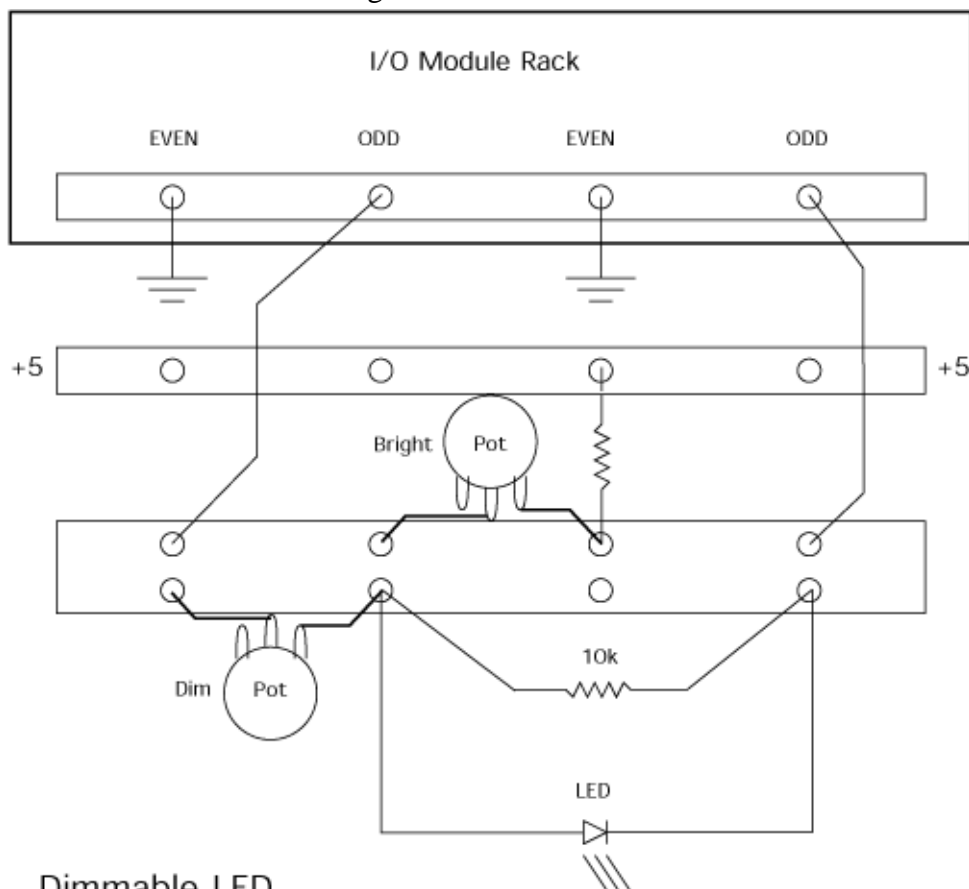 I/O Module Rack
EVEN ODD EVEN ODD
+5 +5
Bright Pot
10k
Dim Pot
LED
Dimmable LED